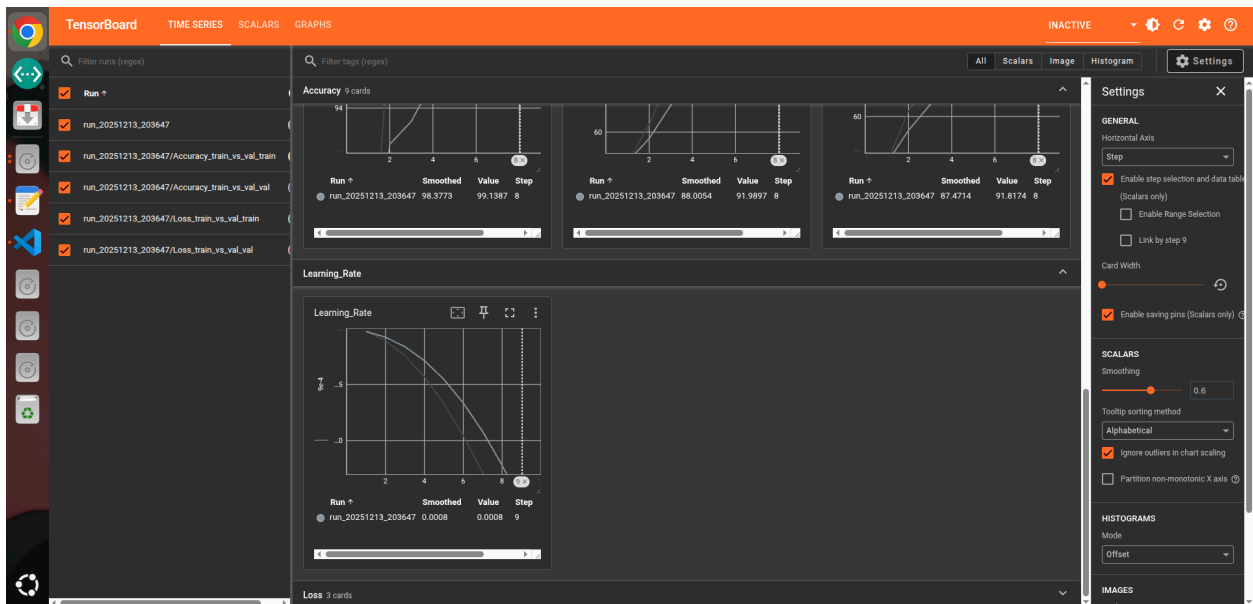 TensorBoard TIME SERIES SCALARS GRAPHS INACTIVE
Filter runs (regex)
Run ↑
run_20251213_203647
run_20251213_203647/Accuracy_train_vs_val_train
run_20251213_203647/Accuracy_train_vs_val_val
run_20251213_203647/Loss_train_vs_val_train
run_20251213_203647/Loss_train_vs_val_val
Filter tags (regex) All Scalars Image Histogram Settings
Accuracy 9 cards
94
2 4 6 8 ×
Run ↑ Smoothed Value Step
run_20251213_203647 98.3773 99.1387 8
60
2 4 6 8 ×
Run ↑ Smoothed Value Step
run_20251213_203647 88.0054 91.9897 8
60
2 4 6 8 ×
Run ↑ Smoothed Value Step
run_20251213_203647 87.4714 91.8174 8
Learning_Rate
Learning_Rate
9e-4
…5
…0
2 4 6 8 9 ×
Run ↑ Smoothed Value Step
run_20251213_203647 0.0008 0.0008 9
Loss 3 cards
Settings
GENERAL
Horizontal Axis
Step
Enable step selection and data table
(Scalars only)
Enable Range Selection
Link by step 9
Card Width
Enable saving pins (Scalars only)
SCALARS
Smoothing
0.6
Tooltip sorting method
Alphabetical
Ignore outliers in chart scaling
Partition non-monotonic X axis
HISTOGRAMS
Mode
Offset
IMAGES